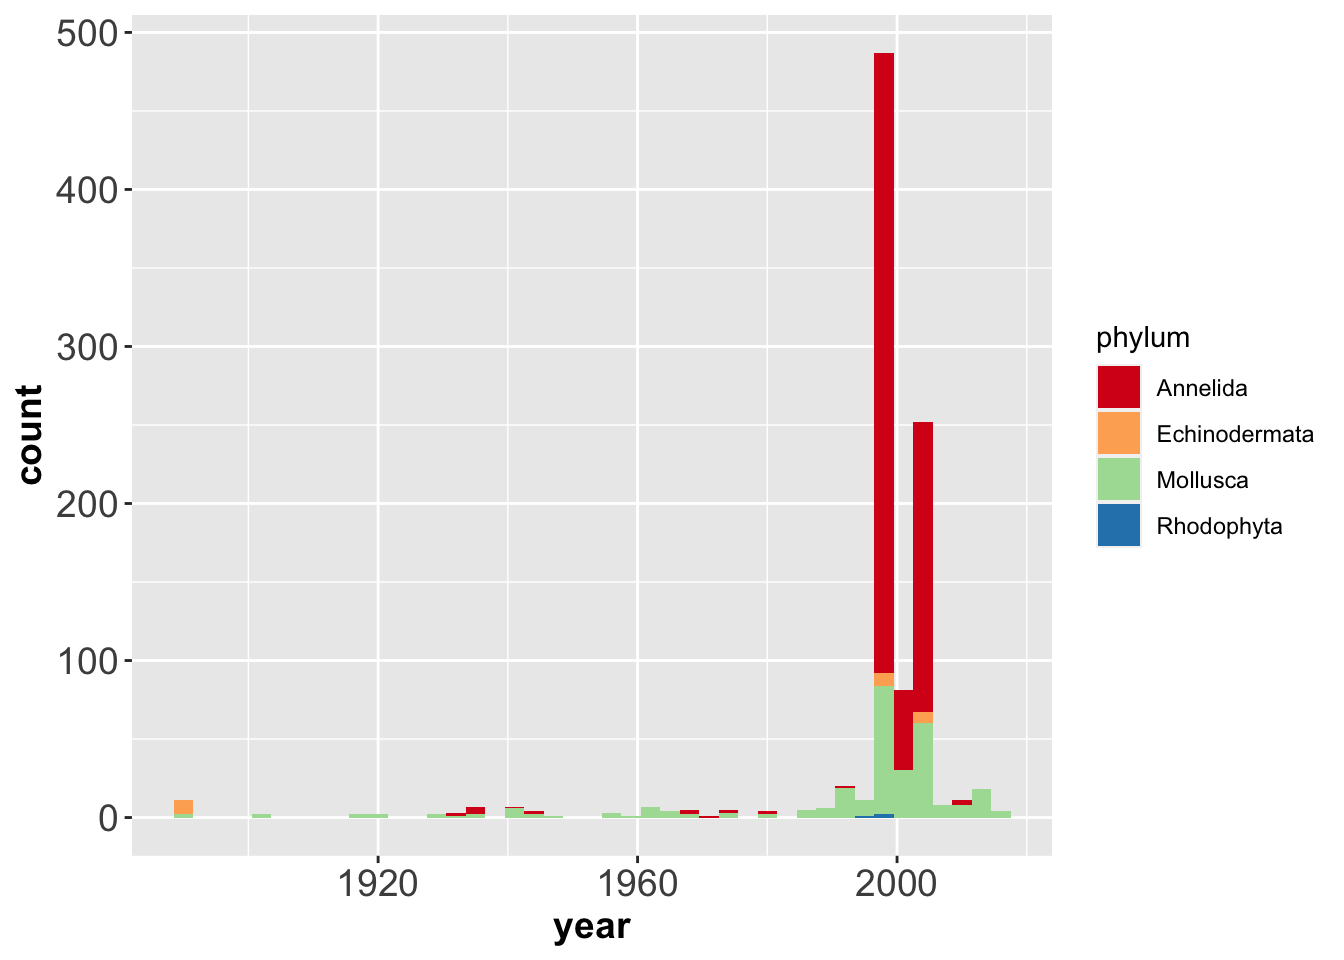 500
400
300
200
100
0
count
1920 1960 2000
year
phylum
Annelida
Echinodermata
Mollusca
Rhodophyta